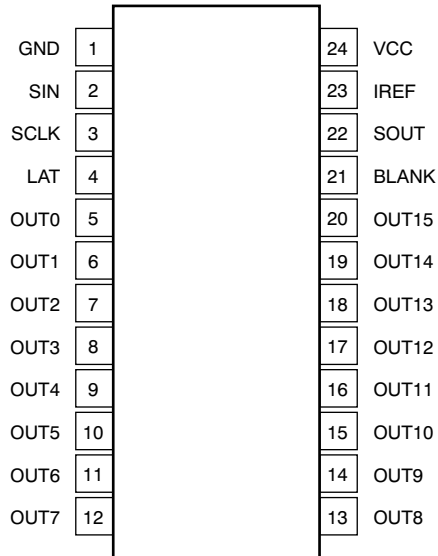 GND 1 24 VCC
SIN 2 23 IREF
SCLK 3 22 SOUT
LAT 4 21 BLANK
OUT0 5 20 OUT15
OUT1 6 19 OUT14
OUT2 7 18 OUT13
OUT3 8 17 OUT12
OUT4 9 16 OUT11
OUT5 10 15 OUT10
OUT6 11 14 OUT9
OUT7 12 13 OUT8